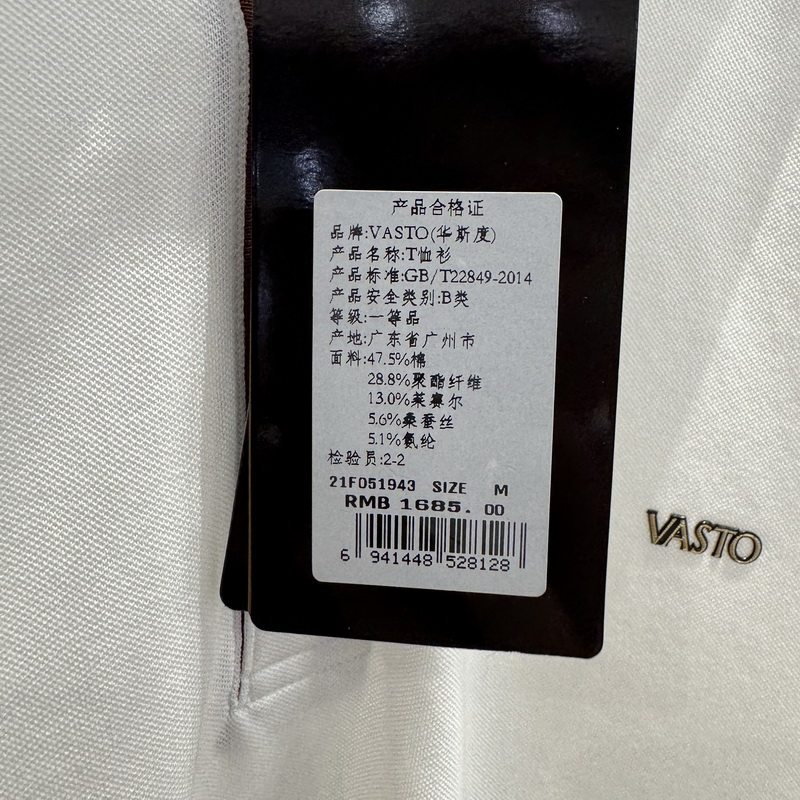 产品合格证
品牌:VASTO(华斯度)
产品名称:T恤衫
产品标准:GB/T22849-2014
产品安全类别:B类
等级:一等品
产地:广东省广州市
面料:47.5%棉
28.8%聚酯纤维
13.0%莱赛尔
5.6%桑蚕丝
5.1%氨纶
检验员:2-2
21F051943 SIZE M
RMB 1685.00
6 941448 528128
VASTO